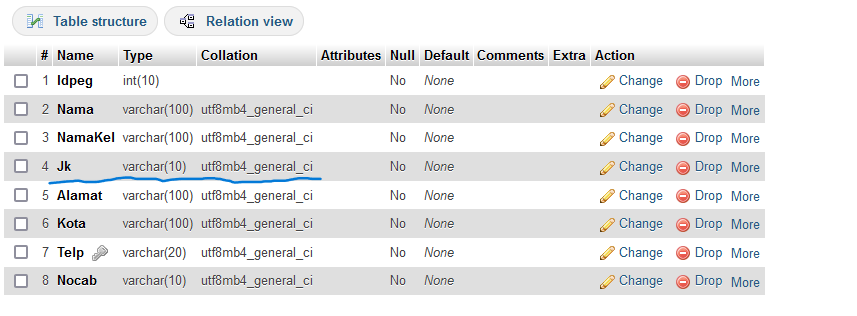 Table structure Relation view
# Name Type Collation Attributes Null Default Comments Extra Action
1 Idpeg int(10) No None Change Drop More
2 Nama varchar(100) utf8mb4_general_ci No None Change Drop More
3 NamaKel varchar(100) utf8mb4_general_ci No None Change Drop More
4 Jk varchar(10) utf8mb4_general_ci No None Change Drop More
5 Alamat varchar(100) utf8mb4_general_ci No None Change Drop More
6 Kota varchar(100) utf8mb4_general_ci No None Change Drop More
7 Telp varchar(20) utf8mb4_general_ci No None Change Drop More
8 Nocab varchar(10) utf8mb4_general_ci No None Change Drop More